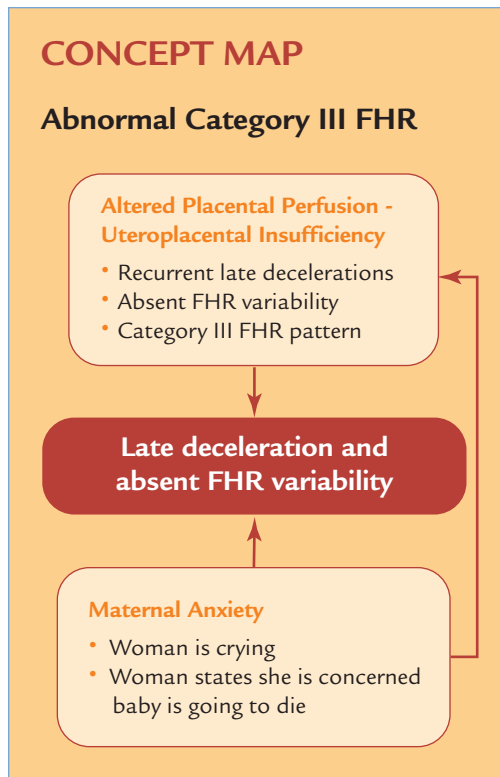 CONCEPT MAP
Abnormal Category III FHR
Altered Placental Perfusion -
Uteroplacental Insufficiency
• Recurrent late decelerations
• Absent FHR variability
• Category III FHR pattern
Late deceleration and
absent FHR variability
Maternal Anxiety
• Woman is crying
• Woman states she is concerned
baby is going to die